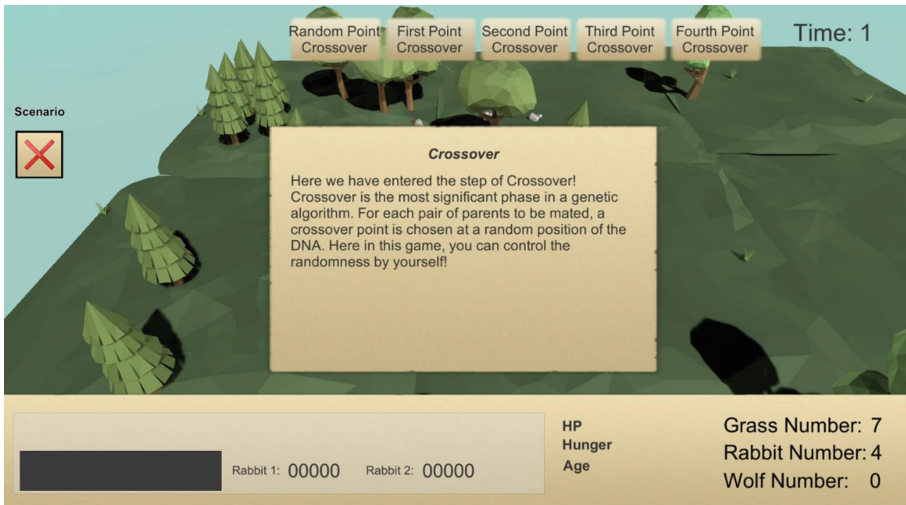 Random Point First Point Second Point Third Point Fourth Point
Crossover Crossover Crossover Crossover Crossover
Time: 1
Scenario
Crossover
Here we have entered the step of Crossover!
Crossover is the most significant phase in a genetic
algorithm. For each pair of parents to be mated, a
crossover point is chosen at a random position of the
DNA. Here in this game, you can control the
randomness by yourself!
Rabbit 1: 00000 Rabbit 2: 00000
HP
Hunger
Age
Grass Number: 7
Rabbit Number: 4
Wolf Number: 0